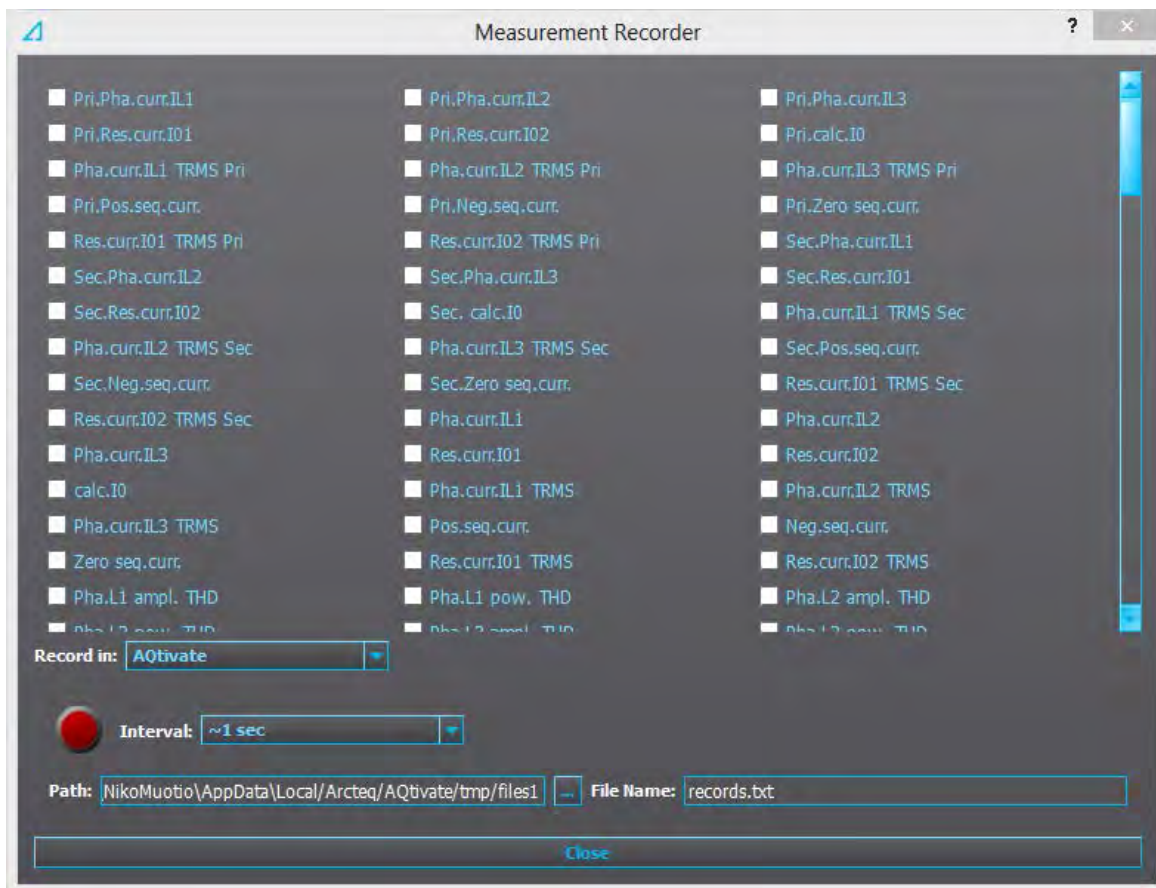 Measurement Recorder ?
Pri.Pha.curr.IL1 Pri.Pha.curr.IL2 Pri.Pha.curr.IL3
Pri.Res.curr.I01 Pri.Res.curr.I02 Pri.calc.I0
Pha.curr.IL1 TRMS Pri Pha.curr.IL2 TRMS Pri Pha.curr.IL3 TRMS Pri
Pri.Pos.seq.curr. Pri.Neg.seq.curr. Pri.Zero seq.curr.
Res.curr.I01 TRMS Pri Res.curr.I02 TRMS Pri Sec.Pha.curr.IL1
Sec.Pha.curr.IL2 Sec.Pha.curr.IL3 Sec.Res.curr.I01
Sec.Res.curr.I02 Sec. calc.I0 Pha.curr.IL1 TRMS Sec
Pha.curr.IL2 TRMS Sec Pha.curr.IL3 TRMS Sec Sec.Pos.seq.curr.
Sec.Neg.seq.curr. Sec.Zero seq.curr. Res.curr.I01 TRMS Sec
Res.curr.I02 TRMS Sec Pha.curr.IL1 Pha.curr.IL2
Pha.curr.IL3 Res.curr.I01 Res.curr.I02
calc.I0 Pha.curr.IL1 TRMS Pha.curr.IL2 TRMS
Pha.curr.IL3 TRMS Pos.seq.curr. Neg.seq.curr.
Zero seq.curr. Res.curr.I01 TRMS Res.curr.I02 TRMS
Pha.L1 ampl. THD Pha.L1 pow. THD Pha.L2 ampl. THD
Record in: AQtivate
Interval: ~1 sec
Path: NikoMuotio\AppData\Local/Arcteq/AQtivate/tmp/files1 ... File Name: records.txt
Close